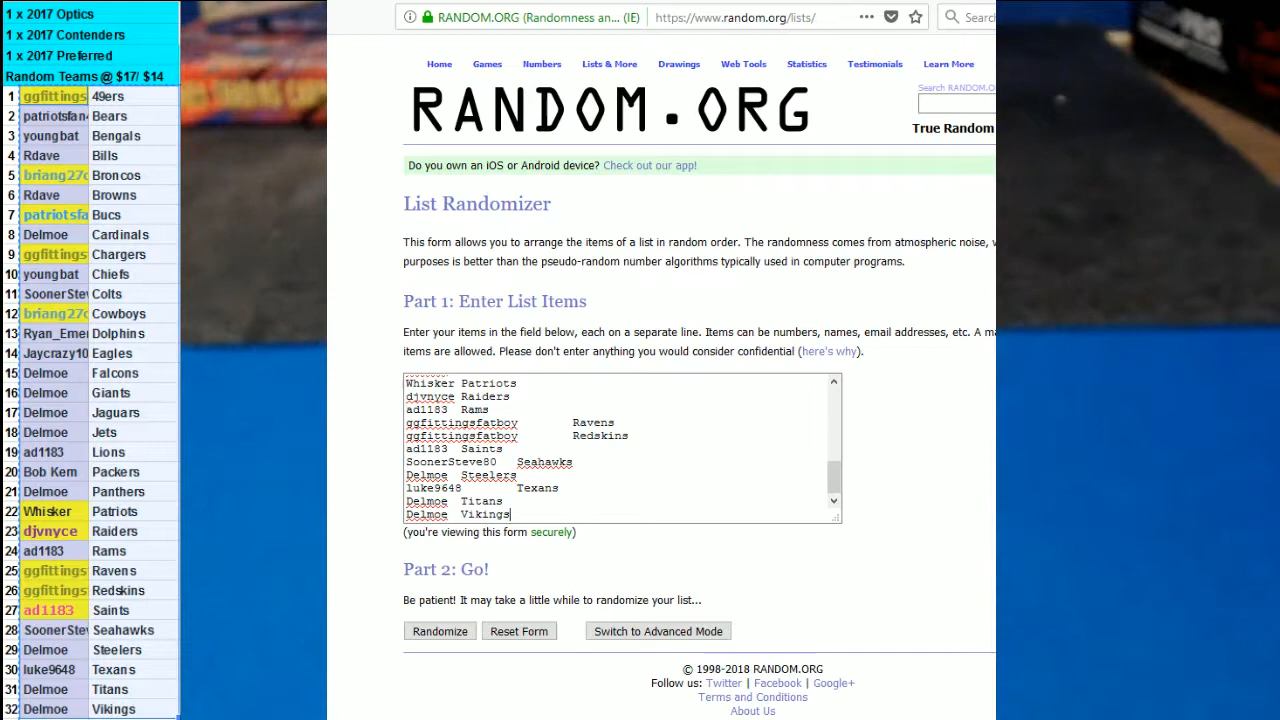 1 x 2017 Optics
1 x 2017 Contenders
1 x 2017 Preferred
Random Teams @ $17/ $14
1 ggfittings 49ers
2 patriotsfan Bears
3 youngbat Bengals
4 Rdave Bills
5 briang27 Broncos
6 Rdave Browns
7 patriotsfa Bucs
8 Delmoe Cardinals
9 ggfittings Chargers
10 youngbat Chiefs
11 SoonerStev Colts
12 briang27 Cowboys
13 Ryan_Eme Dolphins
14 Jaycrazy10 Eagles
15 Delmoe Falcons
16 Delmoe Giants
17 Delmoe Jaguars
18 Delmoe Jets
19 ad1183 Lions
20 Bob Kern Packers
21 Delmoe Panthers
22 Whisker Patriots
23 djvnyce Raiders
24 ad1183 Rams
25 ggfittings Ravens
26 ggfittings Redskins
27 ad1183 Saints
28 SoonerStev Seahawks
29 Delmoe Steelers
30 luke9648 Texans
31 Delmoe Titans
32 Delmoe Vikings
RANDOM.ORG (Randomness an... (IE)
https://www.random.org/lists/
Search
Home Games Numbers Lists & More Drawings Web Tools Statistics Testimonials Learn More
Search RANDOM.O
RANDOM.ORG
True Random
Do you own an iOS or Android device? Check out our app!
List Randomizer
This form allows you to arrange the items of a list in random order. The randomness comes from atmospheric noise, w
purposes is better than the pseudo-random number algorithms typically used in computer programs.
Part 1: Enter List Items
Enter your items in the field below, each on a separate line. Items can be numbers, names, email addresses, etc. A ma
items are allowed. Please don't enter anything you would consider confidential (here's why).
Whisker Patriots
djvnyce Raiders
ad1183 Rams
ggfittingsfatboy Ravens
ggfittingsfatboy Redskins
ad1183 Saints
SoonerSteve80 Seahawks
Delmoe Steelers
luke9648 Texans
Delmoe Titans
Delmoe Vikings
(you're viewing this form securely)
Part 2: Go!
Be patient! It may take a little while to randomize your list...
Randomize Reset Form Switch to Advanced Mode
© 1998-2018 RANDOM.ORG
Follow us: Twitter | Facebook | Google+
Terms and Conditions
About Us